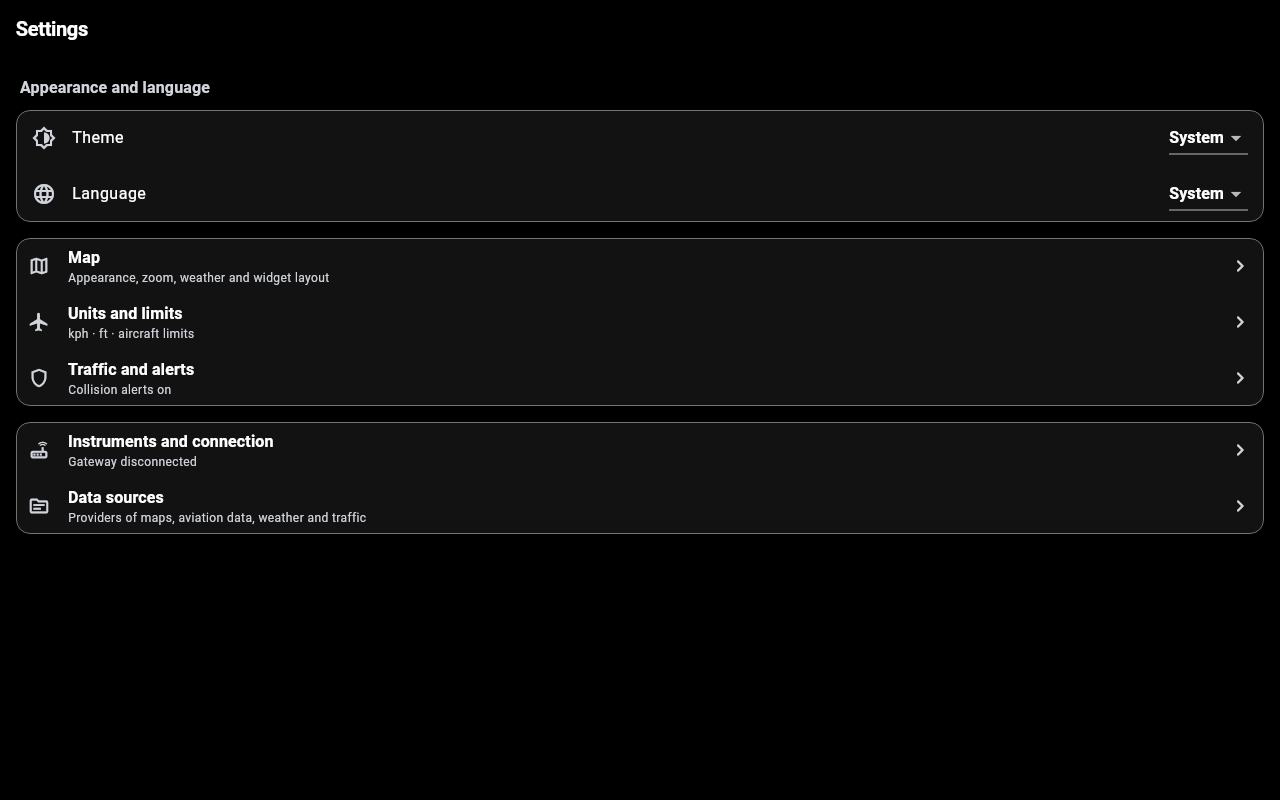 Settings
Appearance and language
Theme
System
Language
System
Map
Appearance, zoom, weather and widget layout
Units and limits
kph · ft · aircraft limits
Traffic and alerts
Collision alerts on
Instruments and connection
Gateway disconnected
Data sources
Providers of maps, aviation data, weather and traffic